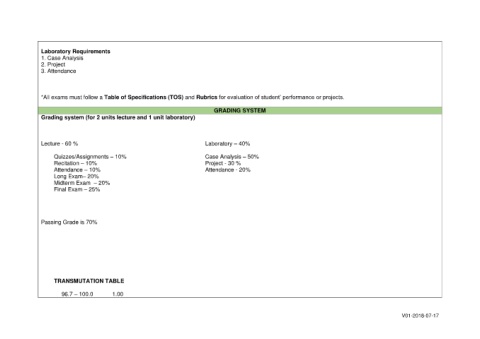 Laboratory Requirements
1. Case Analysis
2. Project
3. Attendance
*All exams must follow a Table of Specifications (TOS) and Rubrics for evaluation of student' performance or projects.
GRADING SYSTEM
Grading system (for 2 units lecture and 1 unit laboratory)
Lecture - 60 %
Laboratory – 40%
Quizzes/Assignments – 10%
Case Analysis – 50%
Recitation – 10%
Project - 30 %
Attendance – 10%
Attendance - 20%
Long Exam– 20%
Midterm Exam – 20%
Final Exam – 25%
Passing Grade is 70%
TRANSMUTATION TABLE
96.7 – 100.0 1.00
V01-2018-07-17